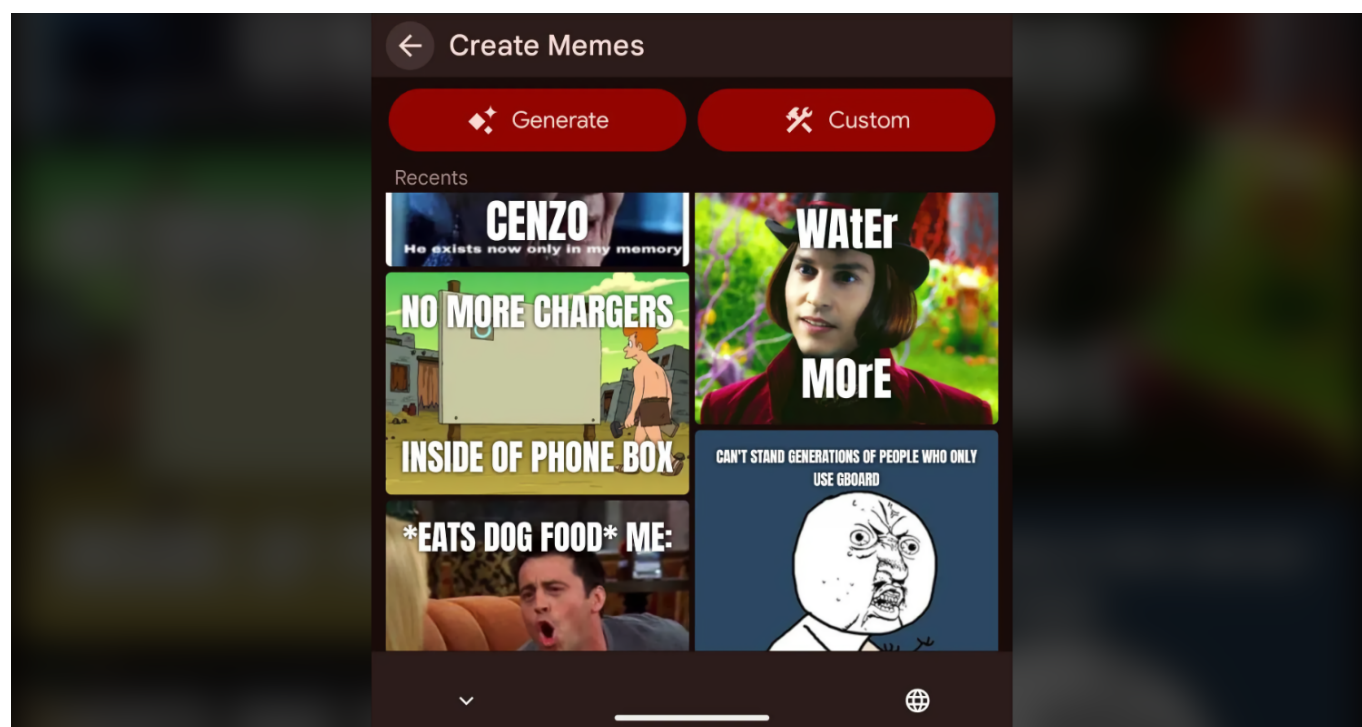 Create Memes
Generate
Custom
Recents
CENZO
He exists now only in my memory
WAtEr
MOrE
NO MORE CHARGERS
INSIDE OF PHONE BOX
CAN'T STAND GENERATIONS OF PEOPLE WHO ONLY
USE GBOARD
*EATS DOG FOOD* ME: